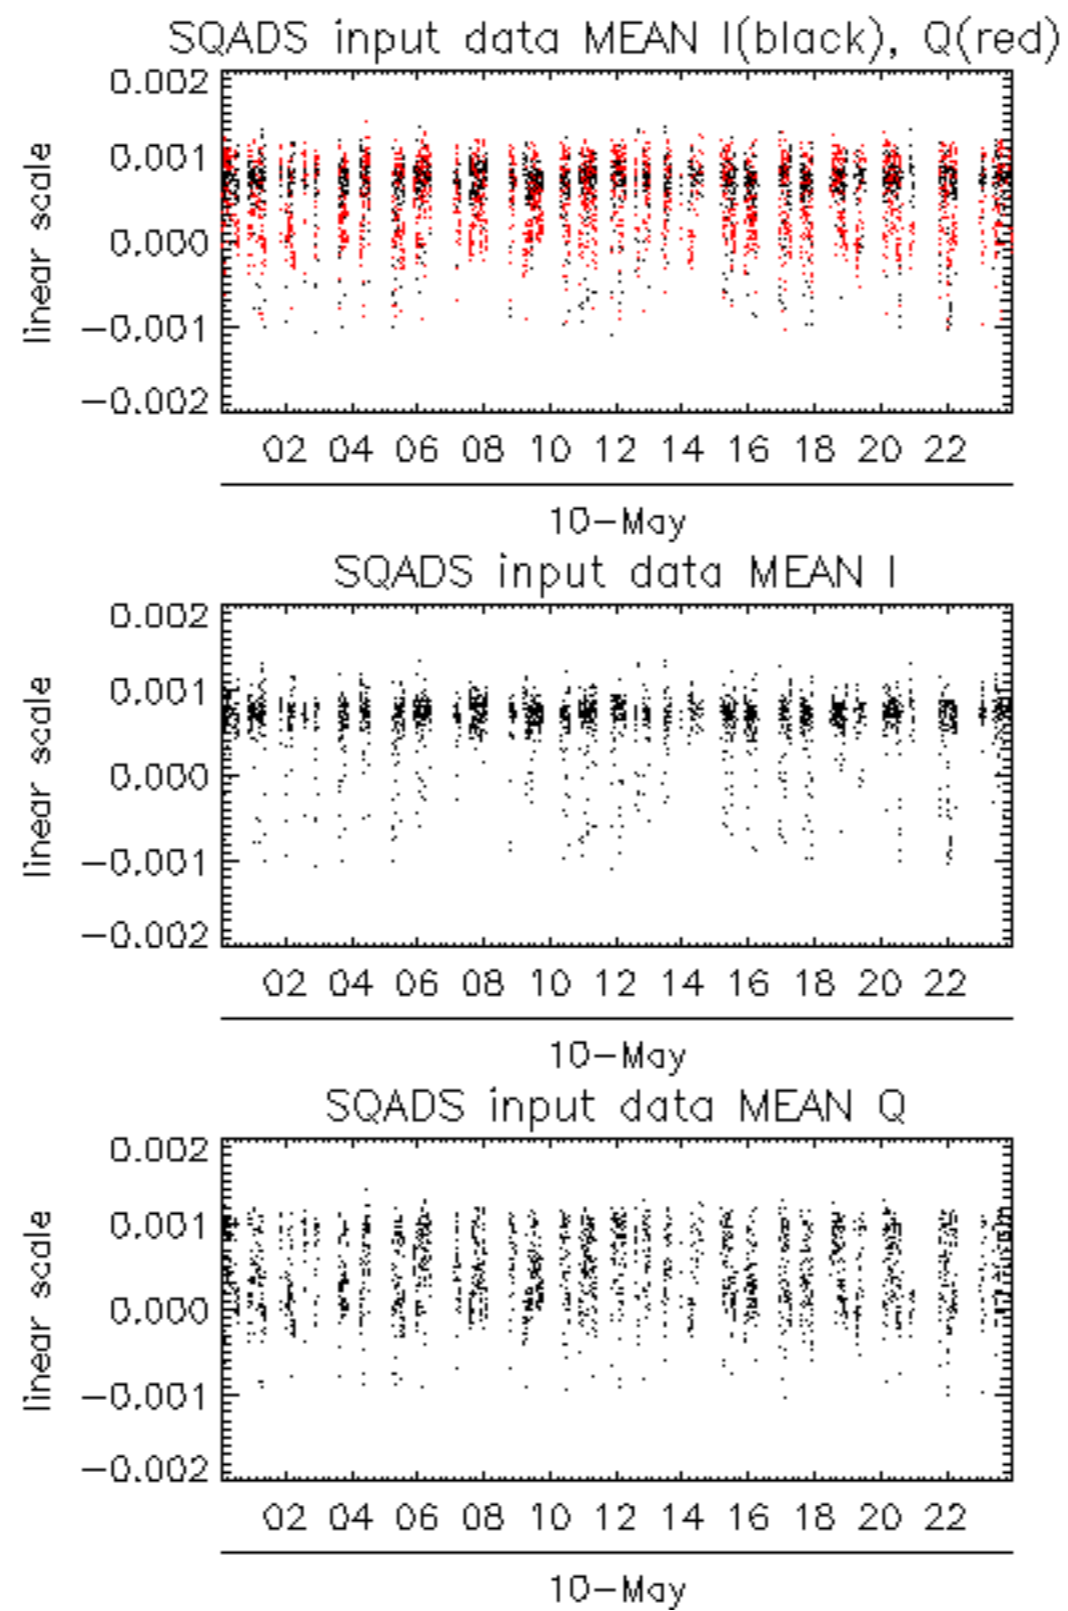 SQADS input data MEAN I(black), Q(red)
linear scale
0.002
0.001
0.000
−0.001
−0.002
02 04 06 08 10 12 14 16 18 20 22
10−May
SQADS input data MEAN I
linear scale
0.002
0.001
0.000
−0.001
−0.002
02 04 06 08 10 12 14 16 18 20 22
10−May
SQADS input data MEAN Q
linear scale
0.002
0.001
0.000
−0.001
−0.002
02 04 06 08 10 12 14 16 18 20 22
10−May